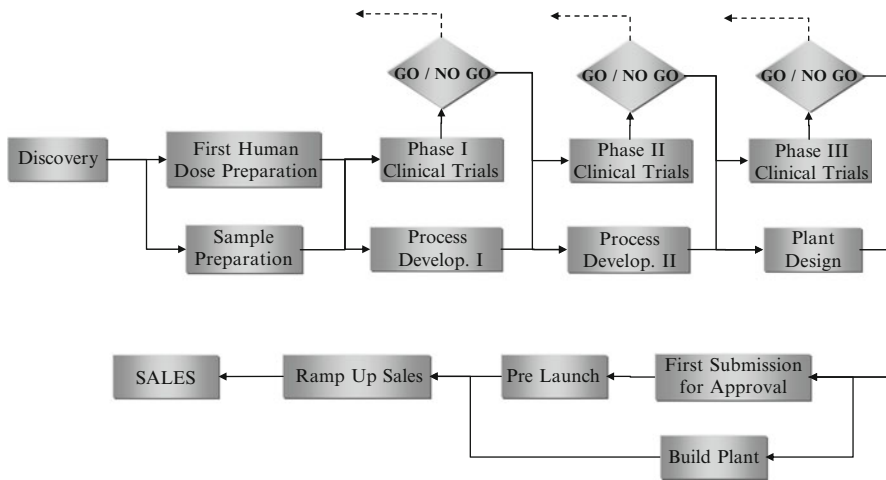 GO / NO GO
GO / NO GO
GO / NO GO
Discovery
First Human
Dose Preparation
Phase I
Clinical Trials
Phase II
Clinical Trials
Phase III
Clinical Trials
Sample
Preparation
Process
Develop. I
Process
Develop. II
Plant
Design
SALES
Ramp Up Sales
Pre Launch
First Submission
for Approval
Build Plant